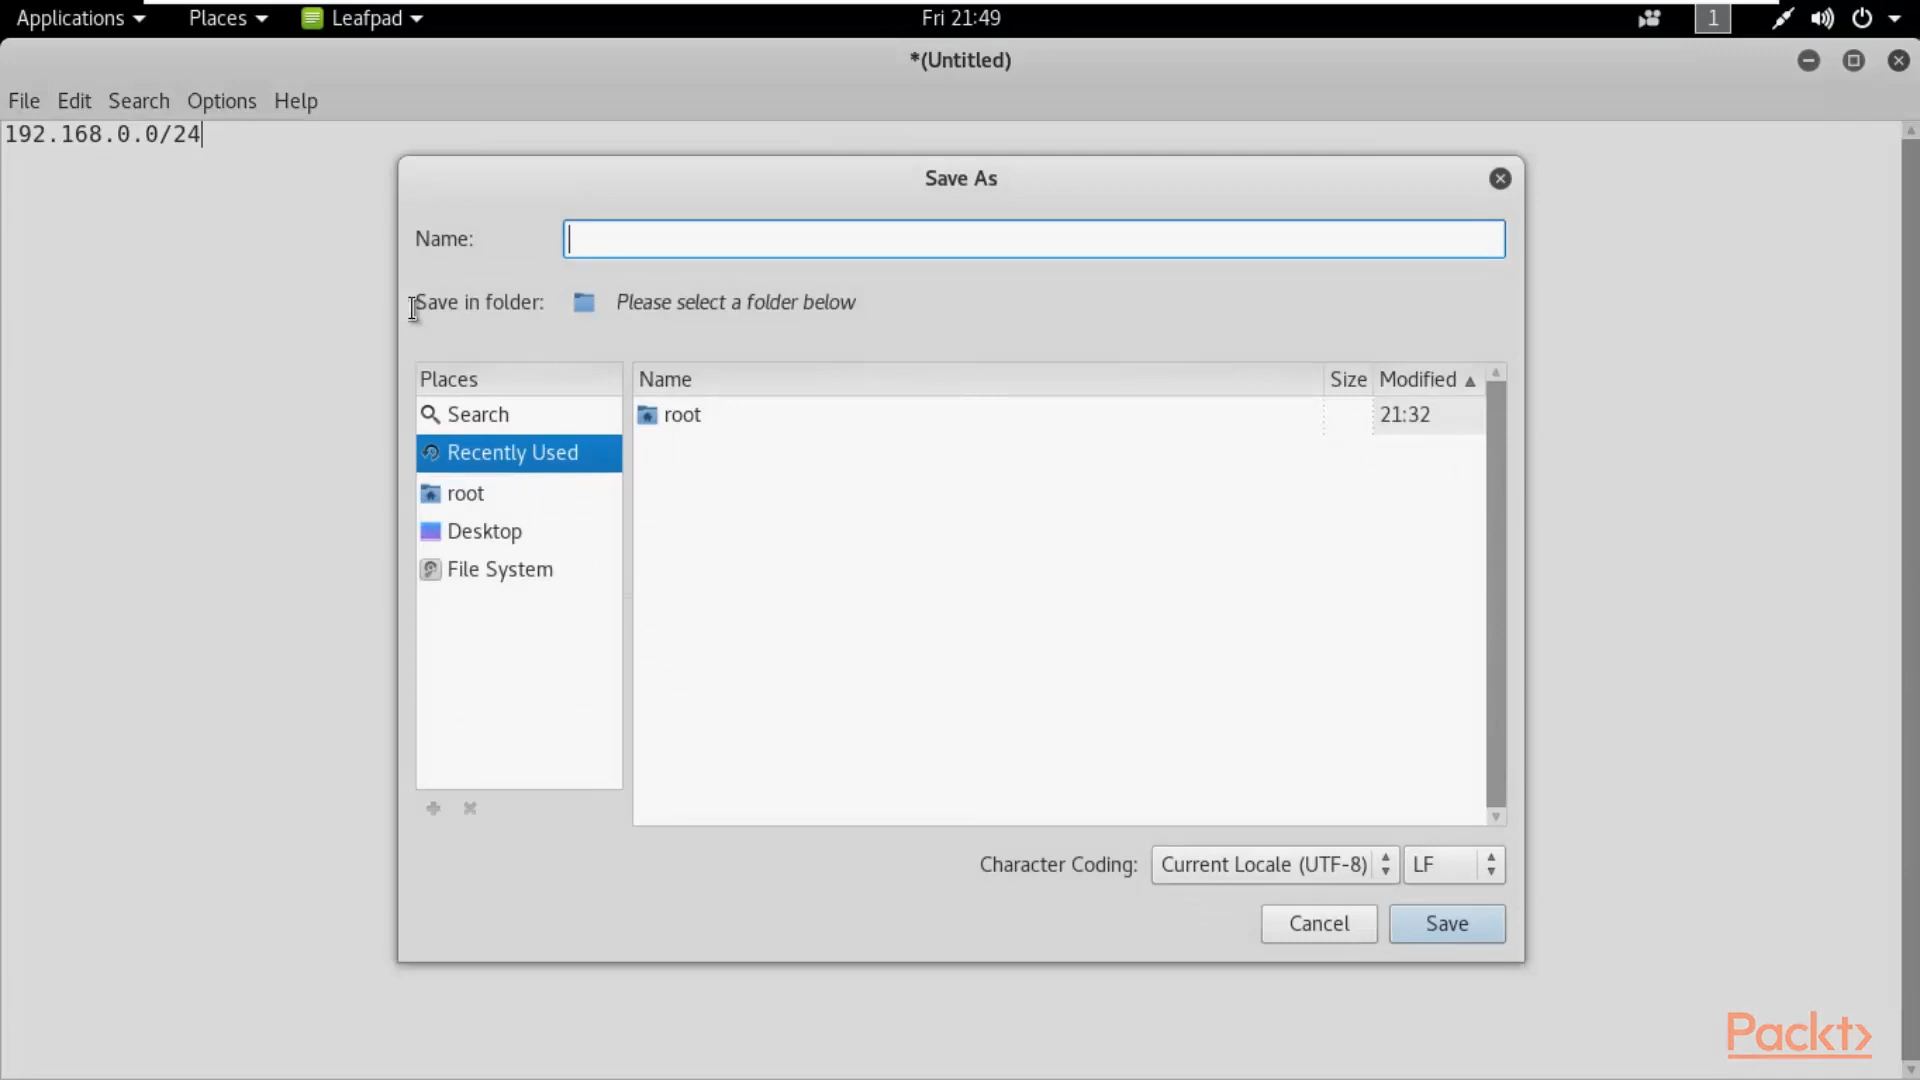 Applications Places Leafpad Fri 21:49 1
*(Untitled)
File Edit Search Options Help
192.168.0.0/24
Save As
Name:
Save in folder: Please select a folder below
Places Name Size Modified
Search root 21:32
Recently Used
root
Desktop
File System
Character Coding: Current Locale (UTF-8) LF
Cancel Save
Packt>